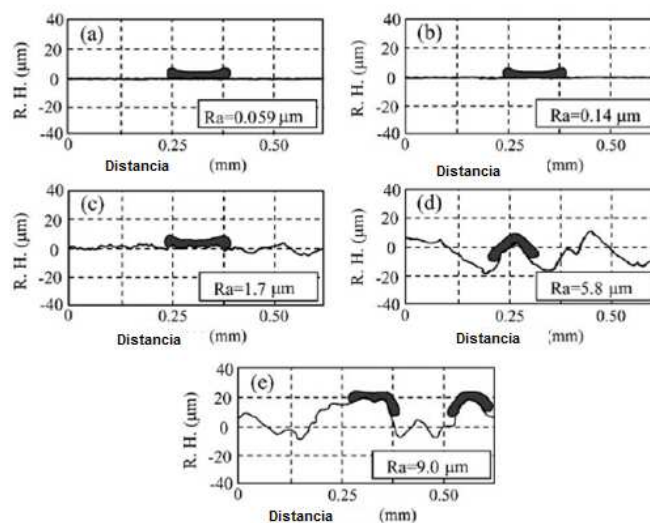 (a)
R. H. (μm)
40
20
0
-20
-40
Ra=0.059 μm
0
0.25
0.50
Distancia (mm)
(b)
R. H. (μm)
40
20
0
-20
-40
Ra=0.14 μm
0
0.25
0.50
Distancia (mm)
(c)
R. H. (μm)
40
20
0
-20
-40
Ra=1.7 μm
0
0.25
0.50
Distancia (mm)
(d)
R. H. (μm)
40
20
0
-20
-40
Ra=5.8 μm
0
0.25
0.50
Distancia (mm)
(e)
R. H. (μm)
40
20
0
-20
-40
Ra=9.0 μm
0
0.25
0.50
Distancia (mm)